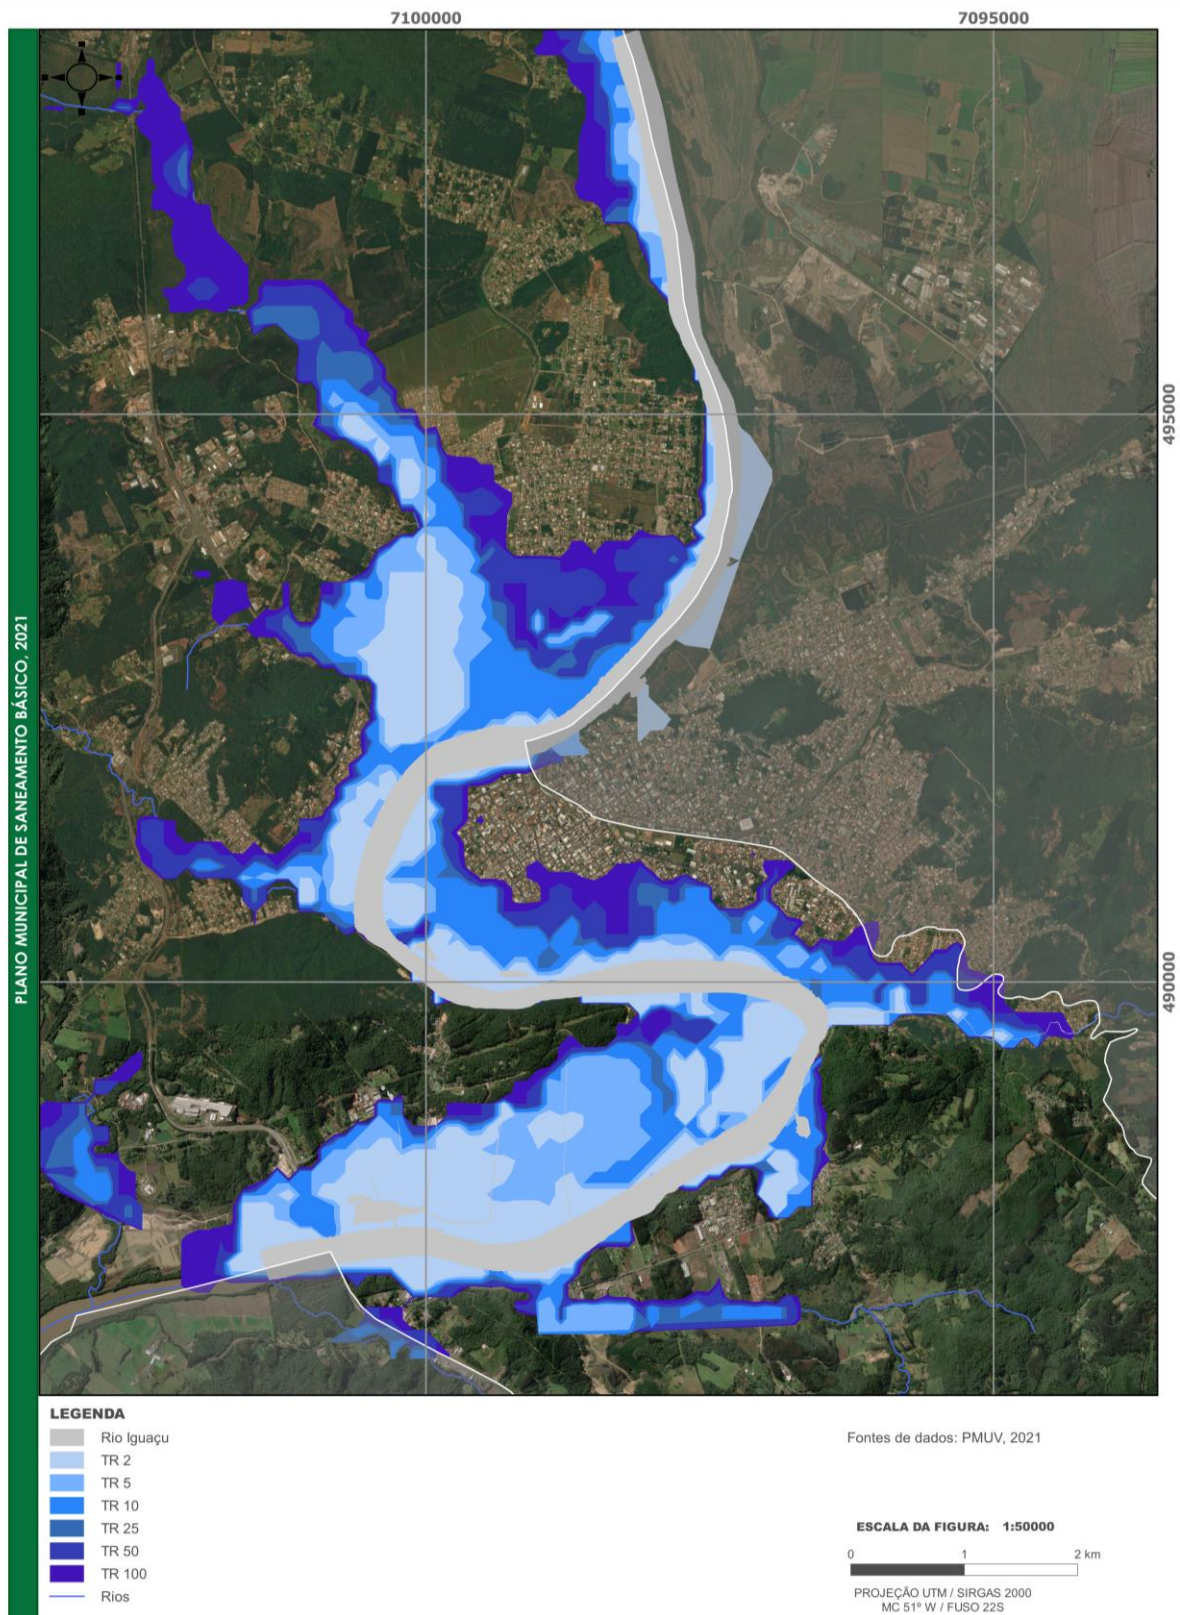 7100000
7095000
495000
490000
PLANO MUNICIPAL DE SANEAMENTO BÁSICO, 2021
LEGENDA
Rio Iguaçu
TR 2
TR 5
TR 10
TR 25
TR 50
TR 100
Rios
Fontes de dados: PMUV, 2021
ESCALA DA FIGURA: 1:50000
0 1 2 km
PROJEÇÃO UTM / SIRGAS 2000
MC 51º W / FUSO 22S